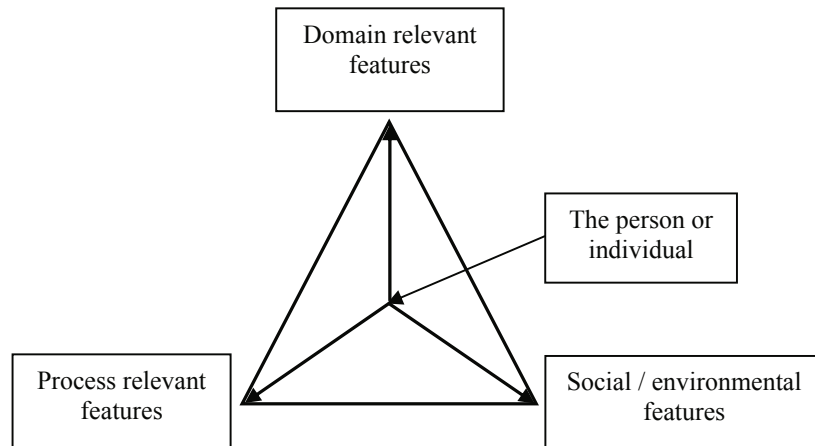 Domain relevant
features
The person or
individual
Process relevant
features
Social / environmental
features